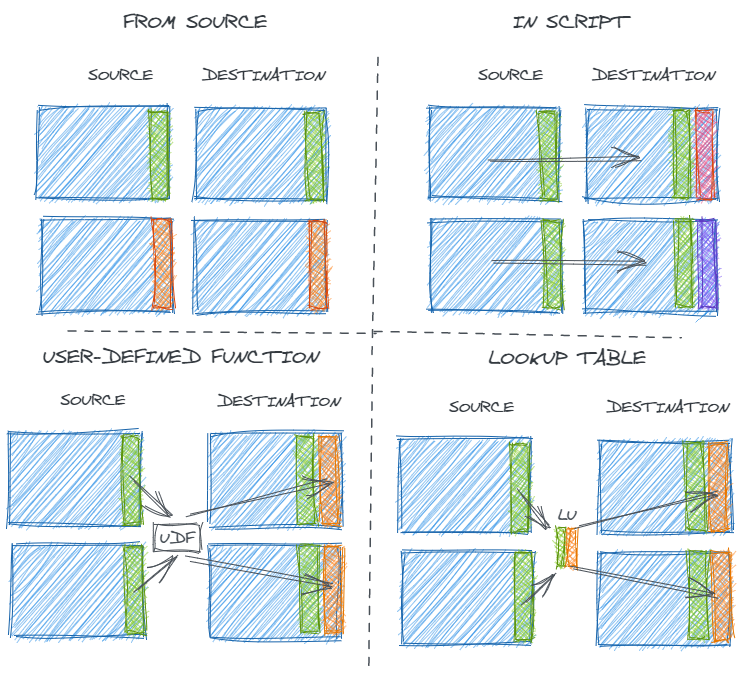 FROM SOURCE
SOURCE DESTINATION
IN SCRIPT
SOURCE DESTINATION
USER-DEFINED FUNCTION
SOURCE DESTINATION
UDF
LOOKUP TABLE
SOURCE DESTINATION
LU